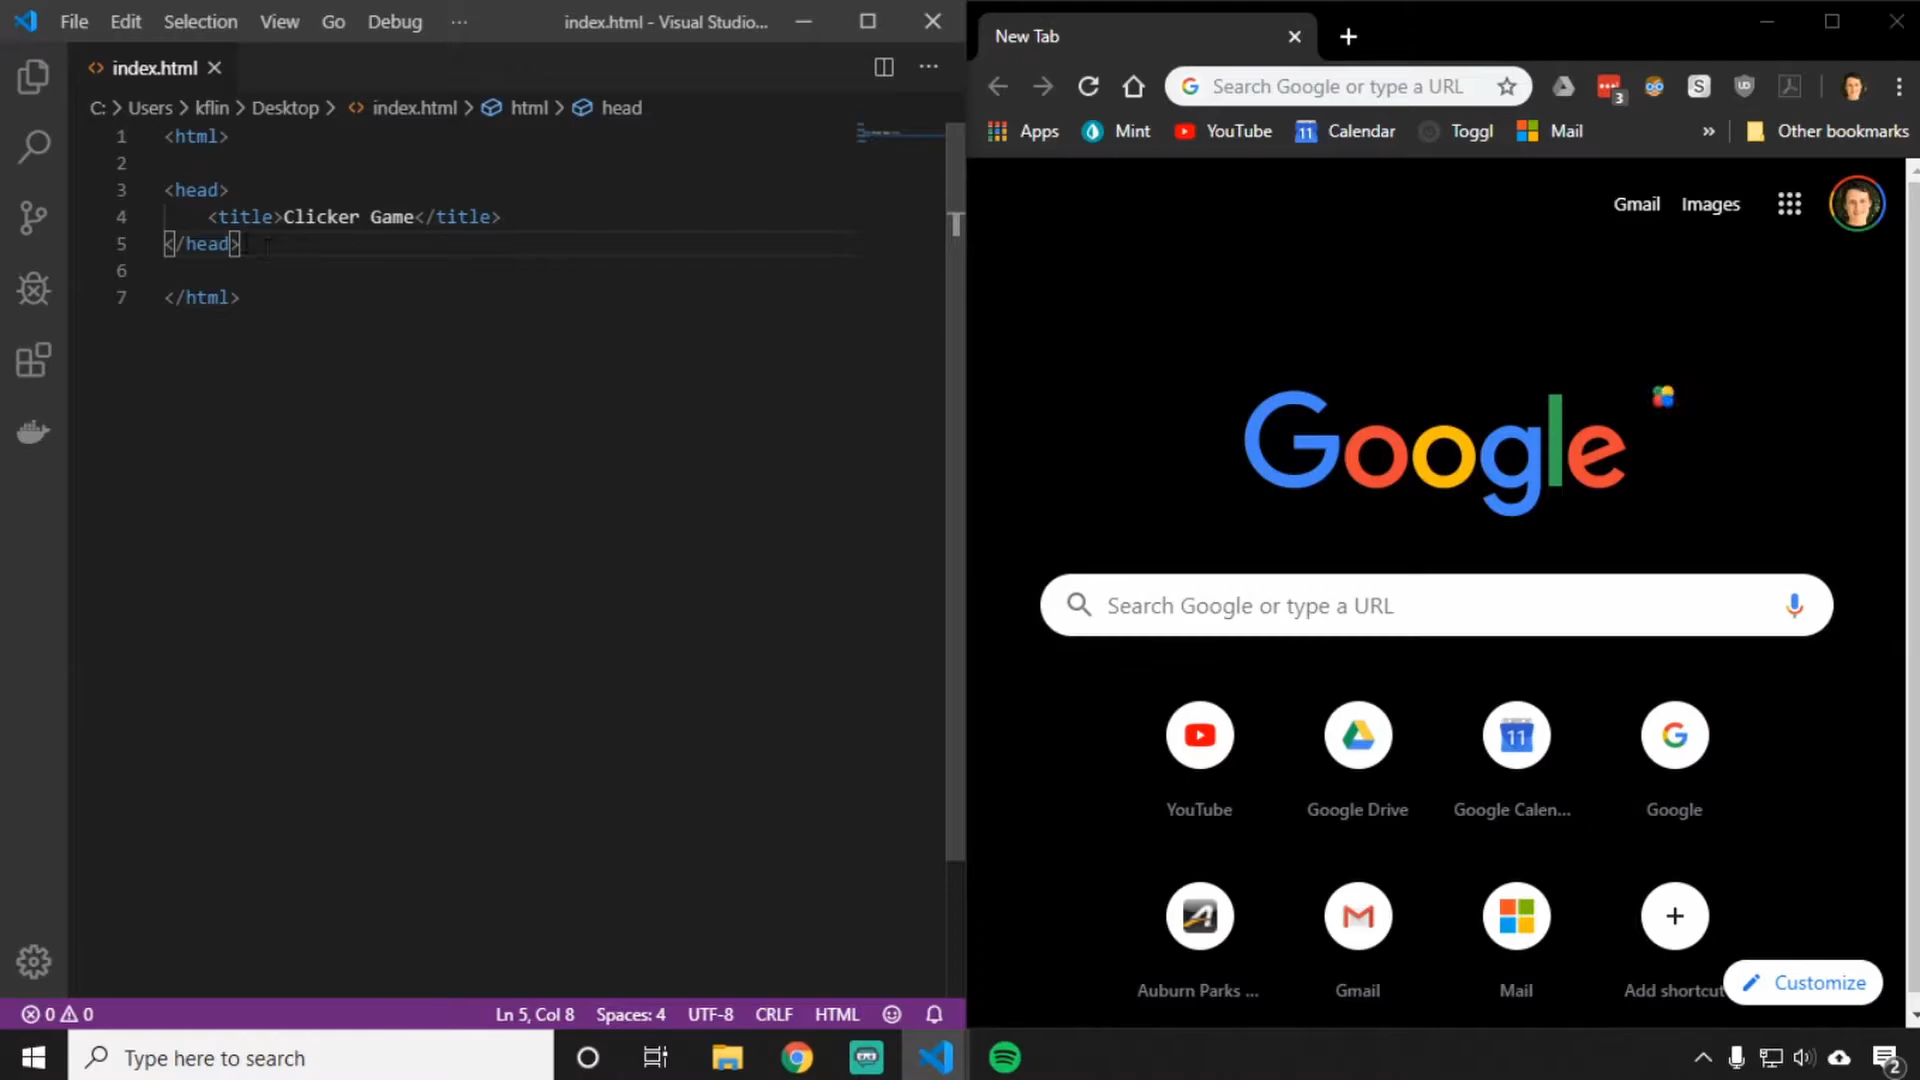 File Edit Selection View Go Debug ··· index.html - Visual Studio...
index.html
C: > Users > kflin > Desktop > index.html > html > head
1 <html>
2
3 <head>
4 <title>Clicker Game</title>
5 </head>
6
7 </html>
0 0 Ln 5, Col 8 Spaces: 4 UTF-8 CRLF HTML
Type here to search
New Tab
Search Google or type a URL
3
Apps Mint YouTube 11 Calendar Toggl Mail » Other bookmarks
Gmail Images
Google
Search Google or type a URL
11
YouTube Google Drive Google Calen... Google
Auburn Parks ... Gmail Mail Add shortcut
Customize
2